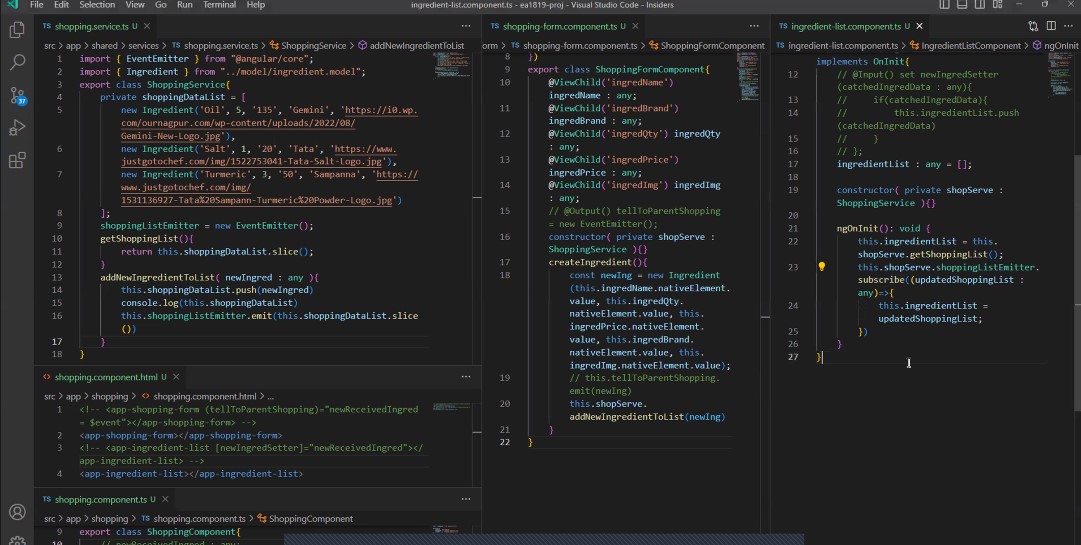 File Edit Selection View Go Run Terminal Help
ingredient-list.component.ts - ea1819-proj - Visual Studio Code - Insiders
TS shopping.service.ts U
src > app > shared > services > TS shopping.service.ts > ShoppingService > addNewIngredientToList
1 import { EventEmitter } from "@angular/core";
2 import { Ingredient } from "../model/ingredient.model";
3 export class ShoppingService{
4 private shoppingDataList = [
5 new Ingredient('Oil', 5, '135', 'Gemini', 'https://i0.wp.
com/ournagpur.com/wp-content/uploads/2022/08/
Gemini-New-Logo.jpg'),
6 new Ingredient('Salt', 1, '20', 'Tata', 'https://www.
justgotochef.com/img/1522753041-Tata-Salt-Logo.jpg'),
7 new Ingredient('Turmeric', 3, '50', 'Sampanna', 'https://
www.justgotochef.com/img/
1531136927-Tata%20Sampann-Turmeric%20Powder-Logo.jpg')
8 ];
9 shoppingListEmitter = new EventEmitter();
10 getShoppingList(){
11 return this.shoppingDataList.slice();
12 }
13 addNewIngredientToList( newIngred : any ){
14 this.shoppingDataList.push(newIngred)
15 console.log(this.shoppingDataList)
16 this.shoppingListEmitter.emit(this.shoppingDataList.slice
())
17 }
18 }
37
shopping.component.html U
src > app > shopping > shopping.component.html > ...
1 <!-- <app-shopping-form (tellToParentShopping)="newReceivedIngred
= $event"></app-shopping-form> -->
2 <app-shopping-form></app-shopping-form>
3 <!-- <app-ingredient-list [newIngredSetter]="newReceivedIngred"></
app-ingredient-list> -->
4 <app-ingredient-list></app-ingredient-list>
TS shopping.component.ts U
src > app > shopping > TS shopping.component.ts > ShoppingComponent
9 export class ShoppingComponent{
10 // newReceivedIngred : any;
TS shopping-form.component.ts U
orm > TS shopping-form.component.ts > ShoppingFormComponent
8 })
9 export class ShoppingFormComponent{
10 @ViewChild('ingredName')
ingredName : any;
11 @ViewChild('ingredBrand')
ingredBrand : any;
12 @ViewChild('ingredQty') ingredQty
: any;
13 @ViewChild('ingredPrice')
ingredPrice : any;
14 @ViewChild('ingredImg') ingredImg
: any;
15 // @Output() tellToParentShopping
= new EventEmitter();
16 constructor( private shopServe :
ShoppingService ){}
17 createIngredient(){
18 const newIng = new Ingredient
(this.ingredName.nativeElement.
value, this.ingredQty.
nativeElement.value, this.
ingredPrice.nativeElement.
value, this.ingredBrand.
nativeElement.value, this.
ingredImg.nativeElement.value);
19 // this.tellToParentShopping.
emit(newIng)
20 this.shopServe.
addNewIngredientToList(newIng)
21 }
22 }
TS ingredient-list.component.ts U
TS ingredient-list.component.ts > IngredientListComponent > ngOnInit
implements OnInit{
12 // @Input() set newIngredSetter
(catchedIngredData : any){
13 // if(catchedIngredData){
14 // this.ingredientList.push
(catchedIngredData)
15 // }
16 // };
17 ingredientList : any = [];
18
19 constructor( private shopServe :
ShoppingService ){}
20
21 ngOnInit(): void {
22 this.ingredientList = this.
shopServe.getShoppingList();
23 this.shopServe.shoppingListEmitter.
subscribe((updatedShoppingList :
any)=>{
24 this.ingredientList =
updatedShoppingList;
25 })
26 }
27 }